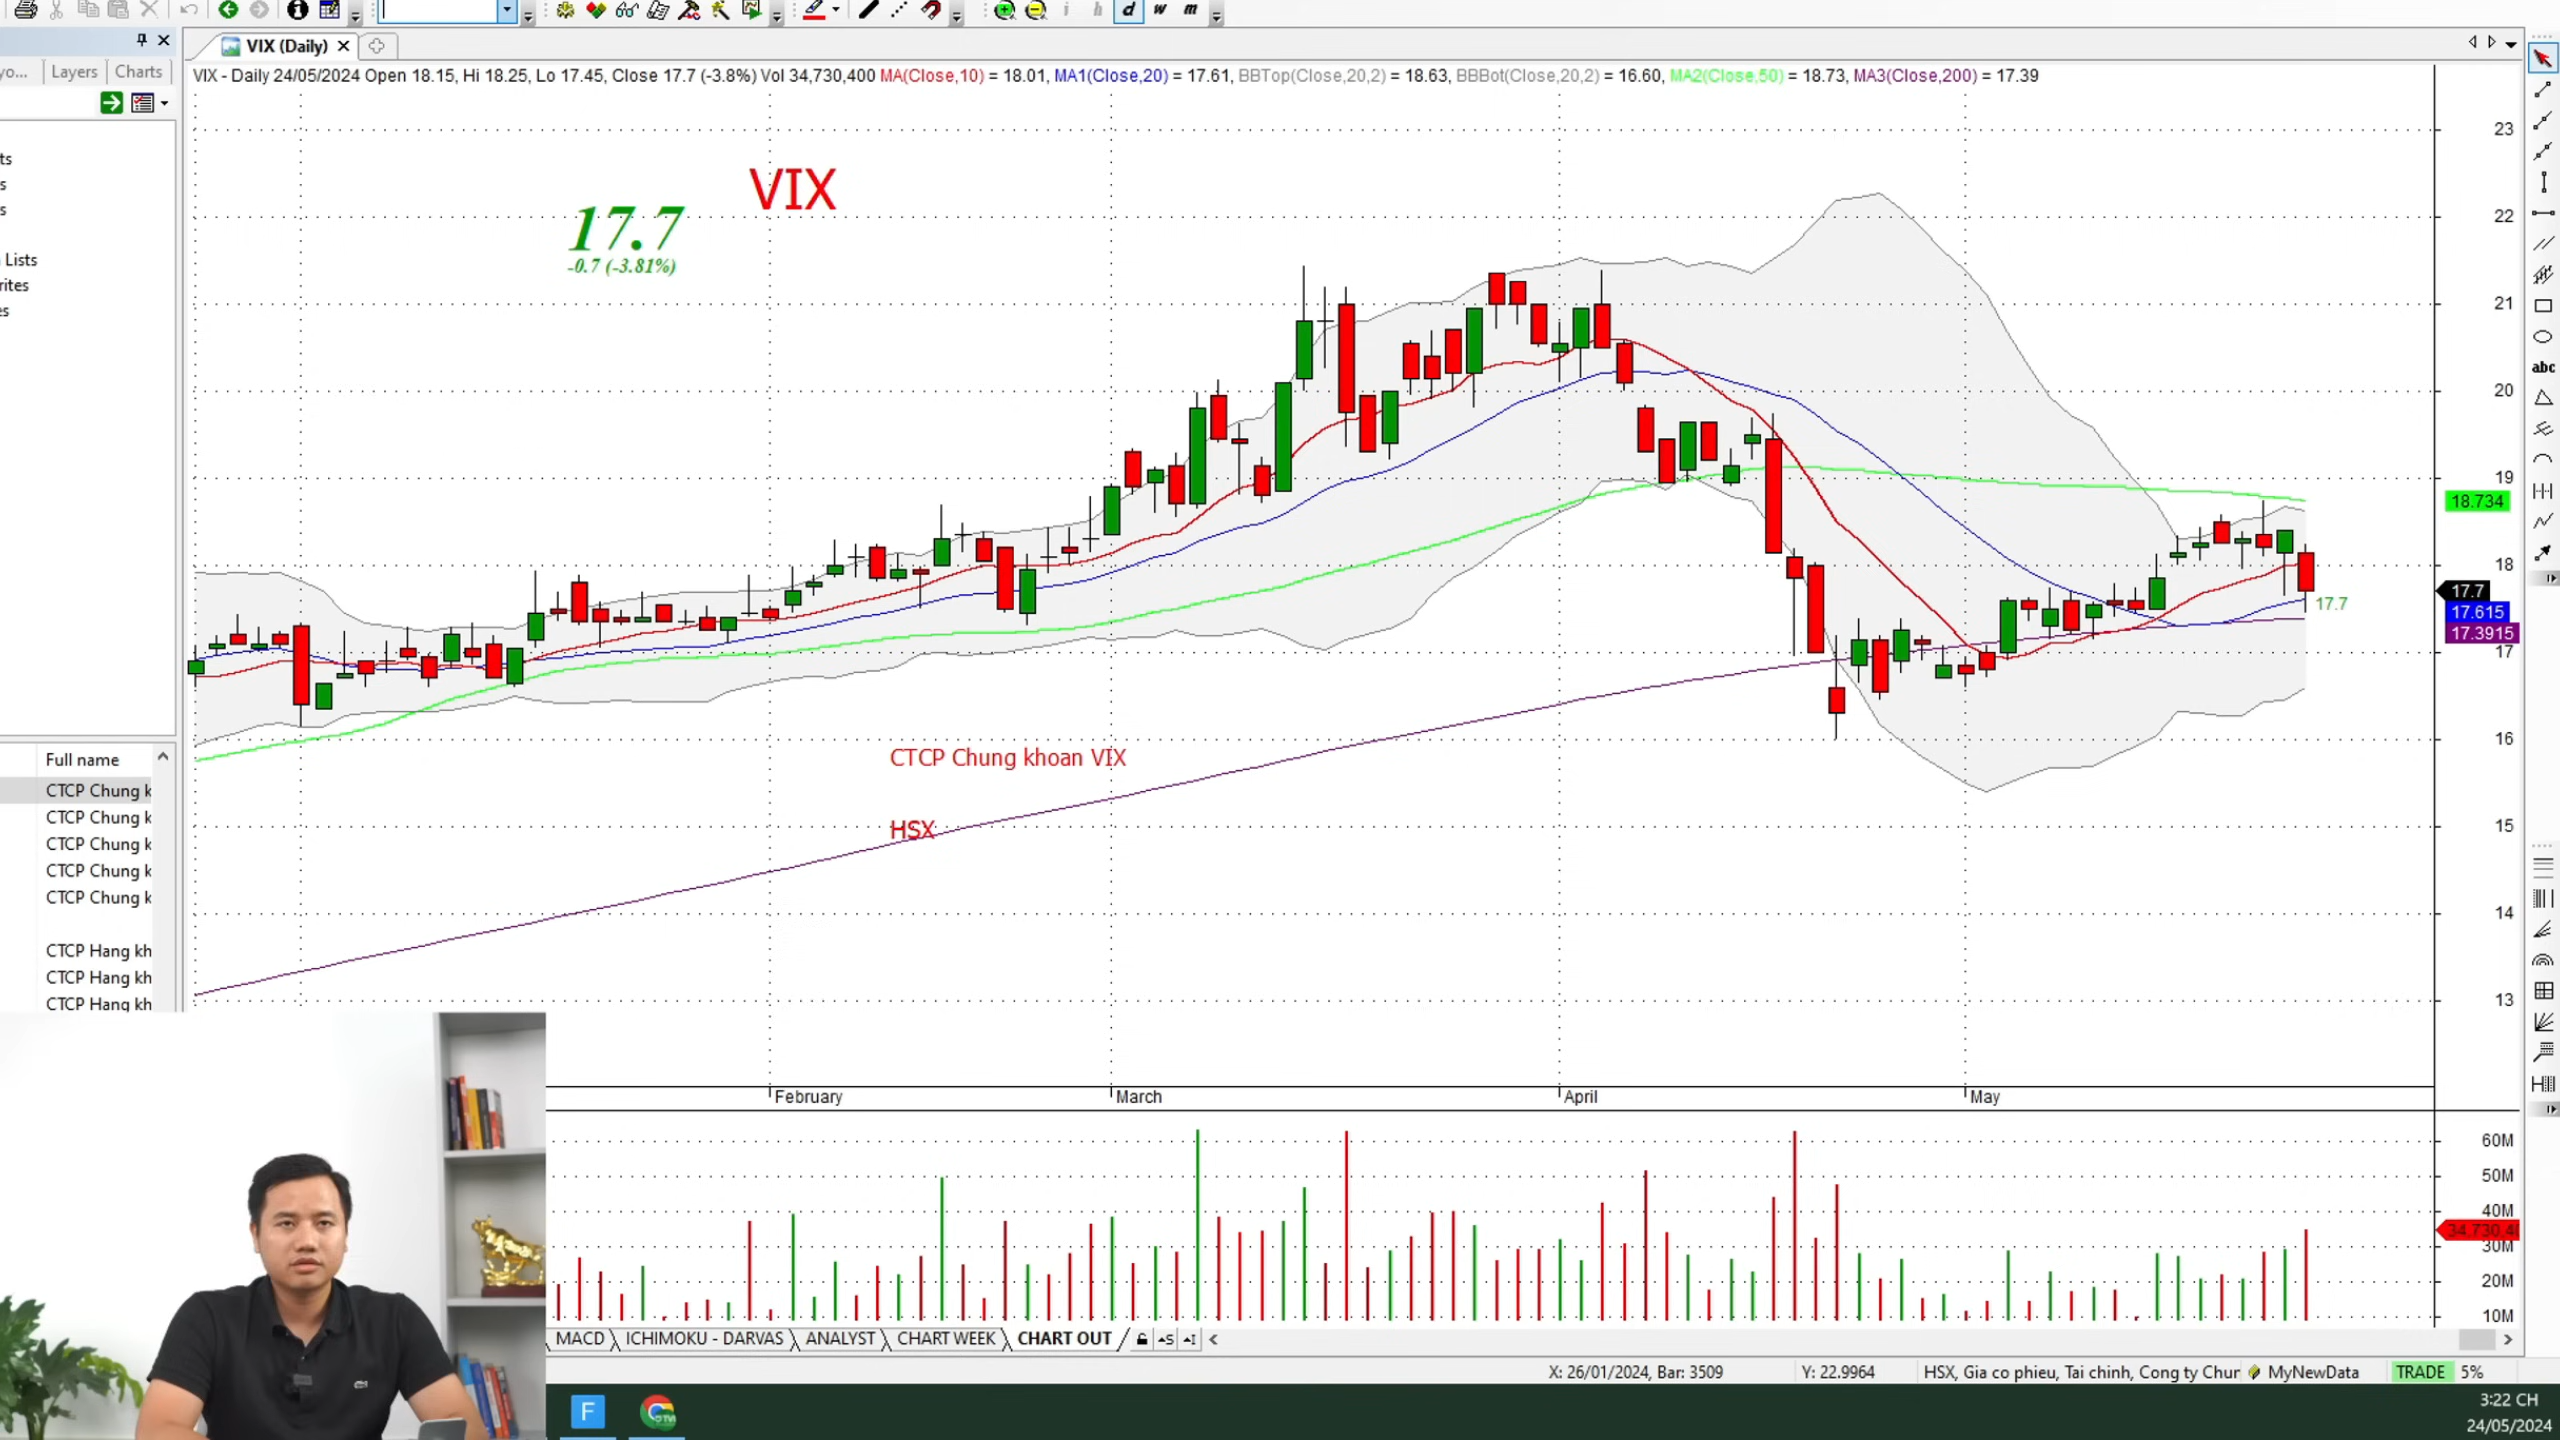 i h d w m
VIX (Daily)
yo... Layers Charts
VIX - Daily 24/05/2024 Open 18.15, Hi 18.25, Lo 17.45, Close 17.7 (-3.8%) Vol 34,730,400 MA(Close,10) = 18.01, MA1(Close,20) = 17.61, BBTop(Close,20,2) = 18.63, BBBot(Close,20,2) = 16.60, MA2(Close,50) = 18.73, MA3(Close,200) = 17.39
ts
s
s
Lists
rites
es
VIX
17.7
-0.7 (-3.81%)
23
22
21
20
19
18.734
18
17.7
17.615
17.3915
17.7
17
16
15
14
13
abc
CTCP Chung khoan VIX
HSX
Full name
CTCP Chung k
CTCP Chung k
CTCP Chung k
CTCP Chung k
CTCP Chung k
CTCP Hang kh
CTCP Hang kh
CTCP Hang kh
February March April May
60M
50M
40M
34,730,4
30M
20M
10M
MACD ICHIMOKU - DARVAS ANALYST CHART WEEK CHART OUT
X: 26/01/2024, Bar: 3509 Y: 22.9964 HSX, Gia co phieu, Tai chinh, Cong ty Chur MyNewData TRADE 5%
F
3:22 CH
24/05/2024